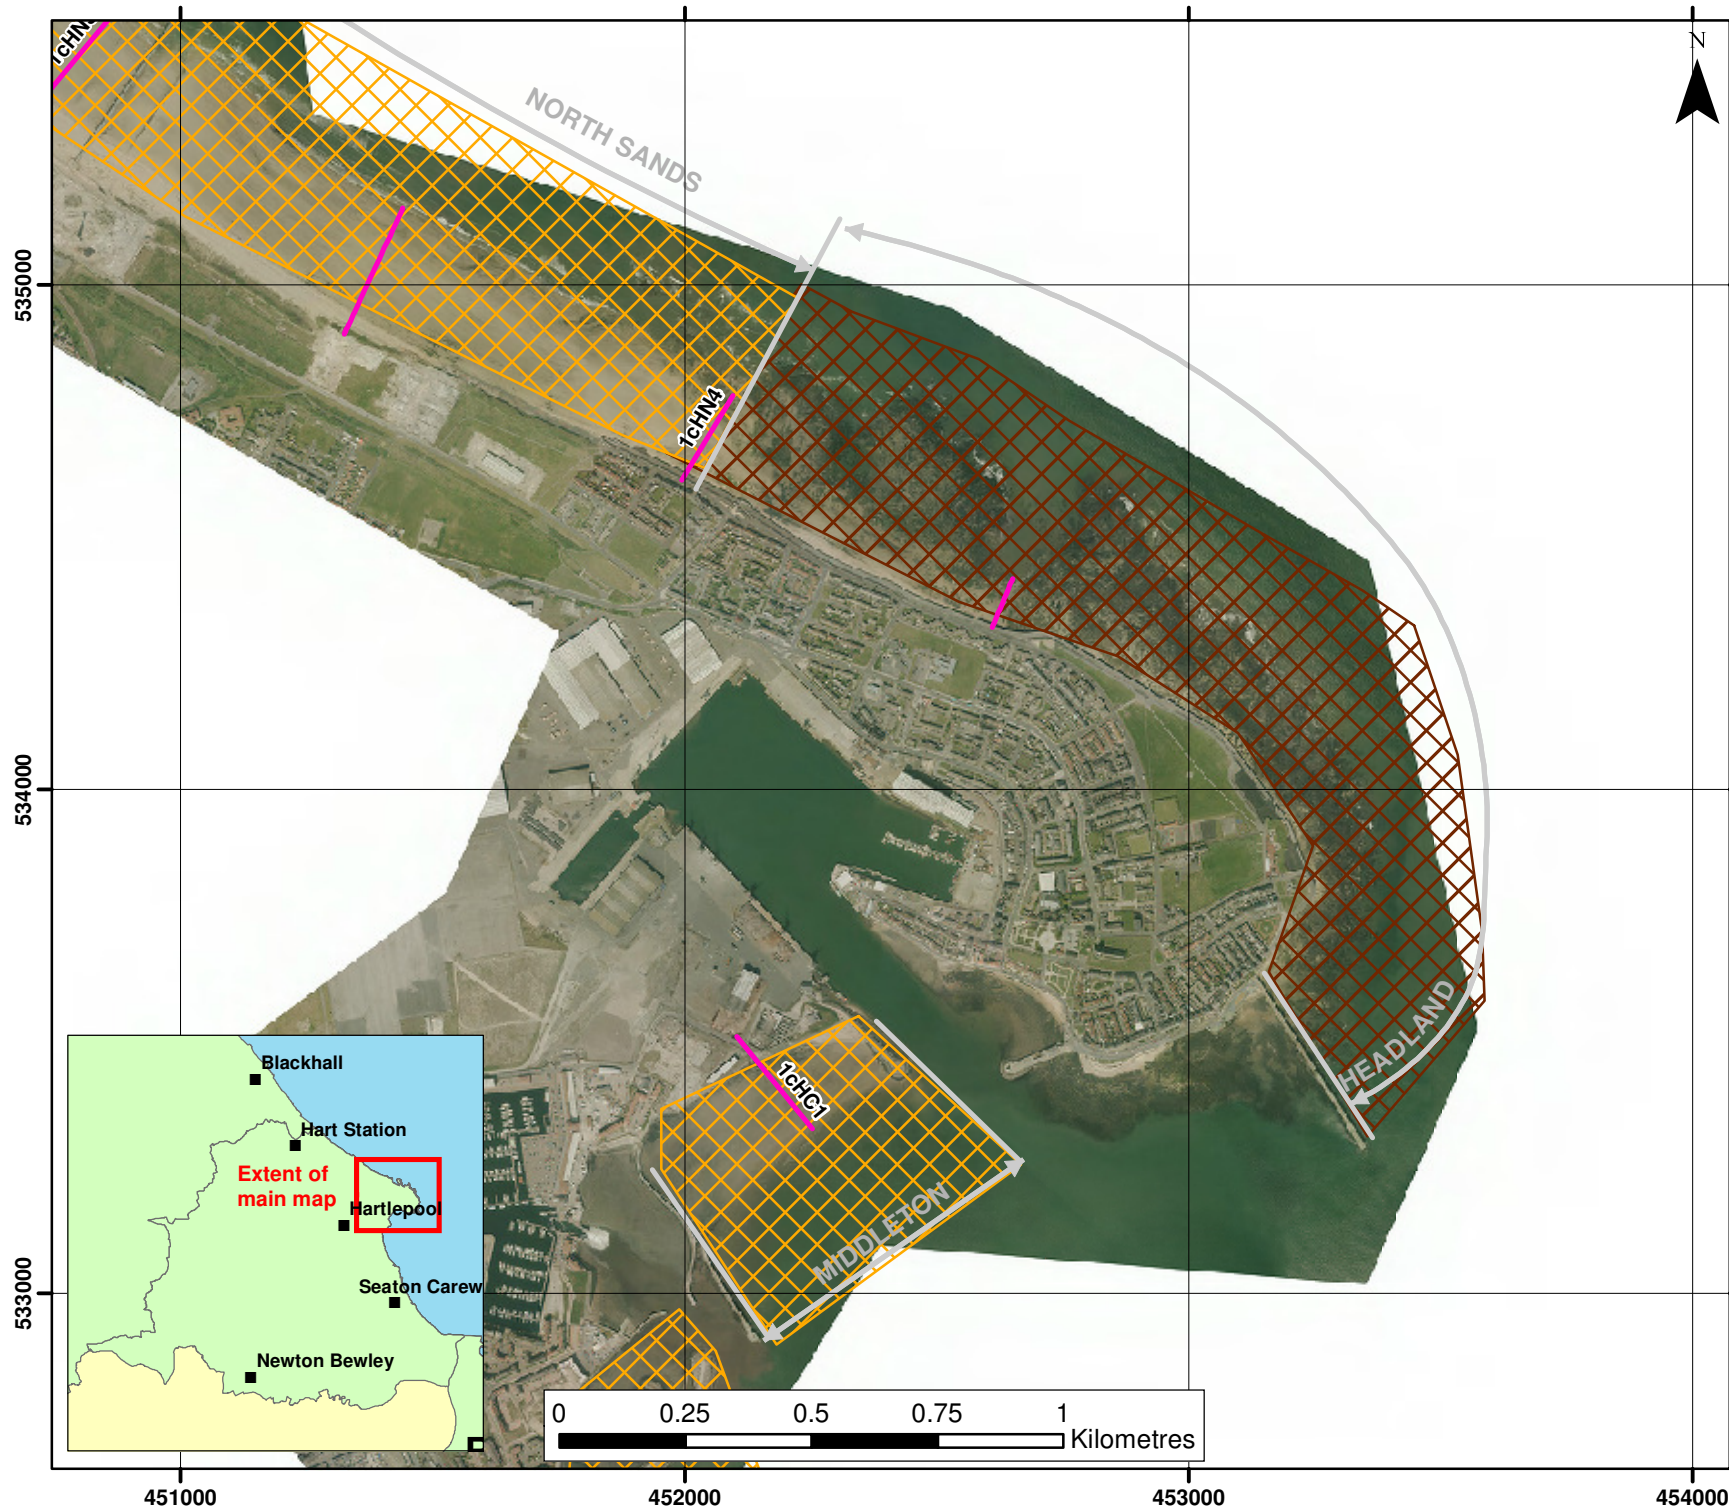 1cHN
N
NORTH SANDS
535000
1cHN4
534000
HEADLAND
1cHC1
MIDDLETON
533000
Blackhall
Hart Station
Extent of
main map
Hartlepool
Seaton Carew
Newton Bewley
0 0.25 0.5 0.75 1
Kilometres
451000 452000 453000 454000